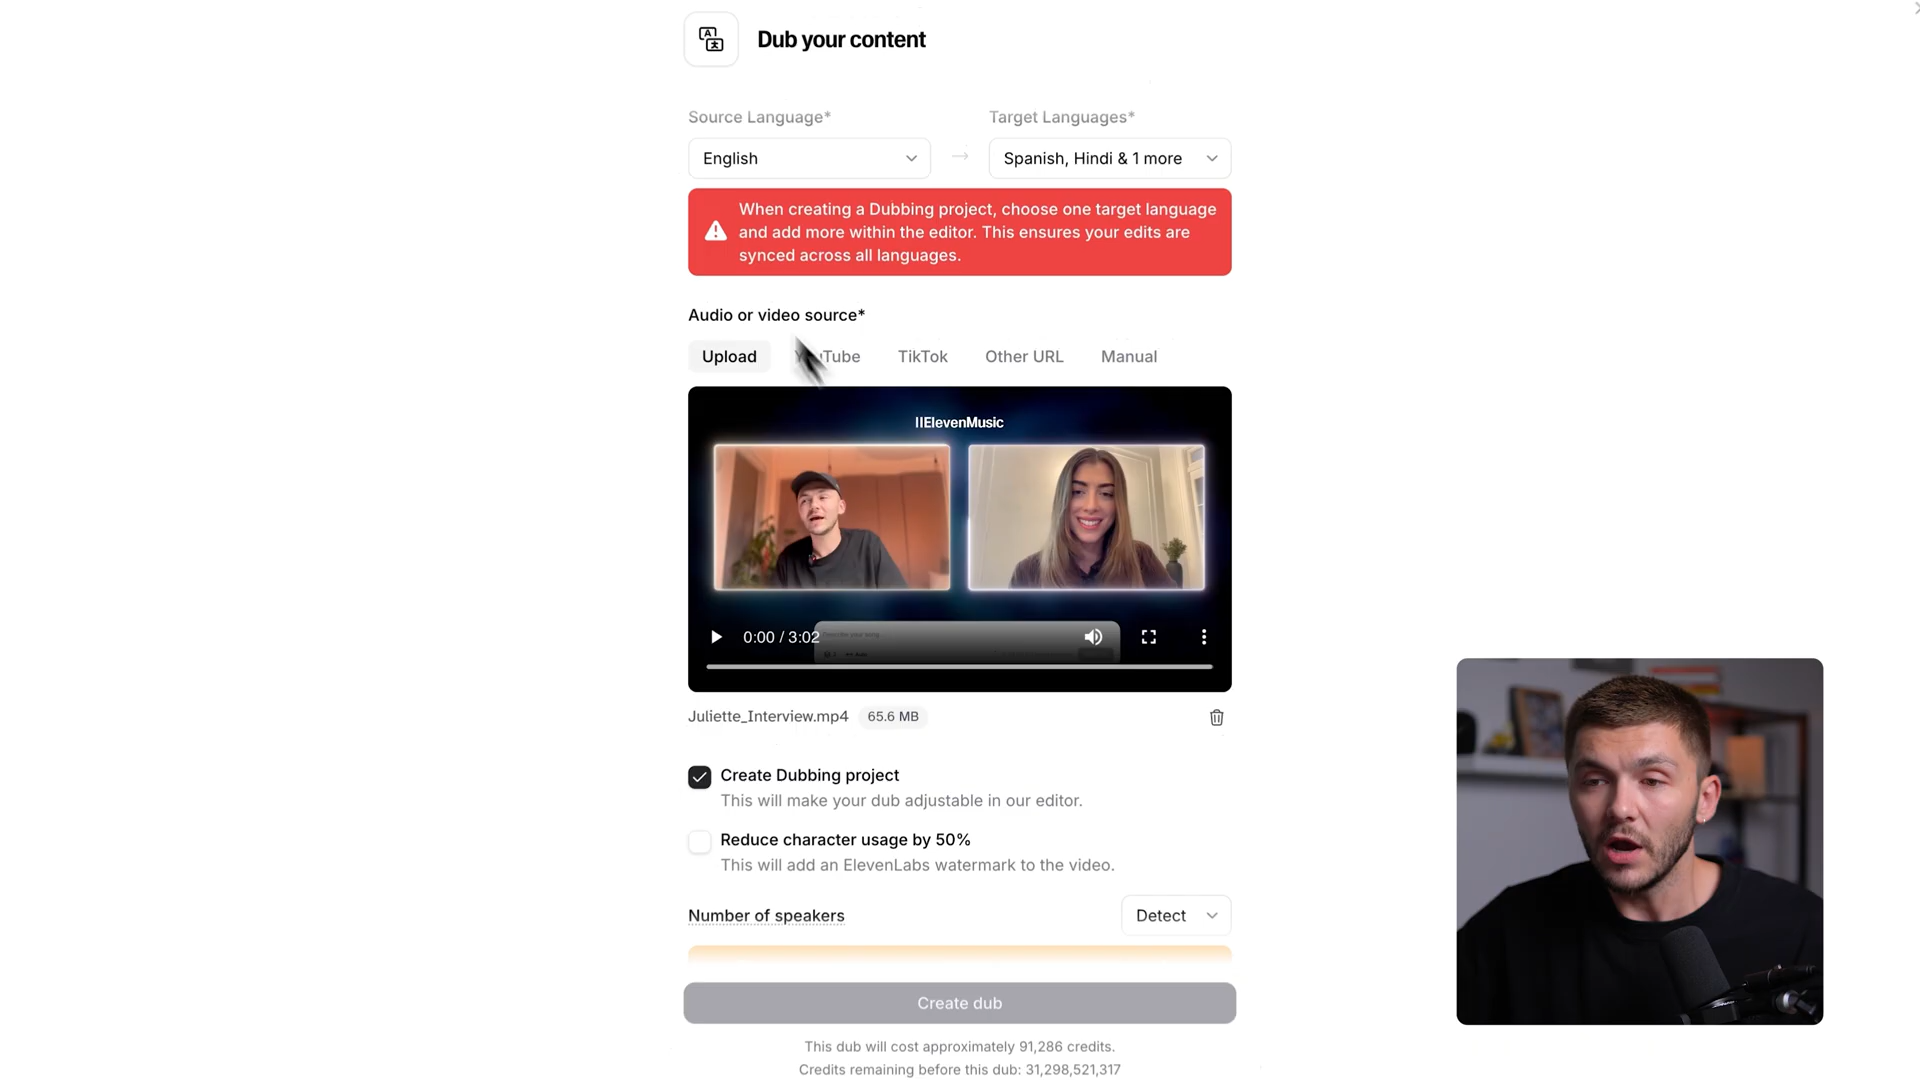 Dub your content
Source Language*
Target Languages*
English
Spanish, Hindi & 1 more
When creating a Dubbing project, choose one target language
and add more within the editor. This ensures your edits are
synced across all languages.
Audio or video source*
Upload
YouTube
TikTok
Other URL
Manual
IIElevenMusic
0:00 / 3:02
Juliette_Interview.mp4
65.6 MB
Create Dubbing project
This will make your dub adjustable in our editor.
Reduce character usage by 50%
This will add an ElevenLabs watermark to the video.
Number of speakers
Detect
Create dub
This dub will cost approximately 91,286 credits.
Credits remaining before this dub: 31,298,521,317